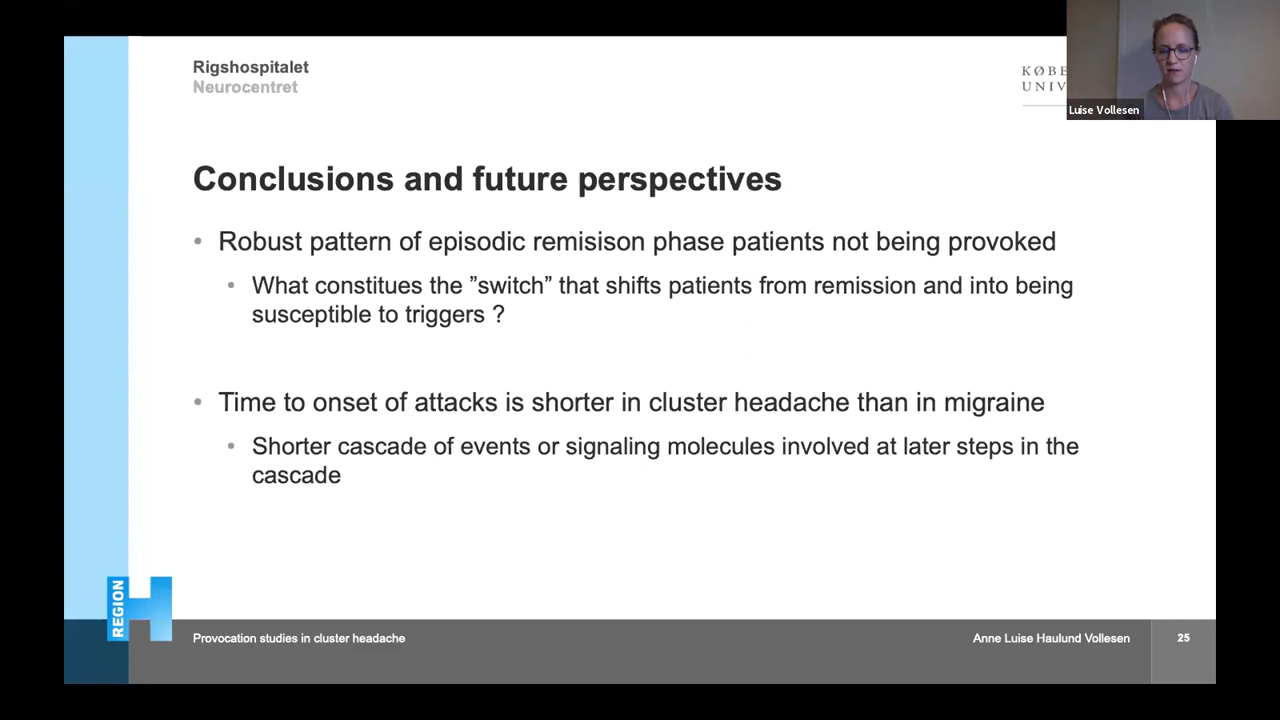 Rigshospitalet
Neurocentret
KØBE
UNIV
Luise Vollesen
Conclusions and future perspectives
• Robust pattern of episodic remisison phase patients not being provoked
• What constitutes the ”switch” that shifts patients from remission and into being
susceptible to triggers ?
• Time to onset of attacks is shorter in cluster headache than in migraine
• Shorter cascade of events or signaling molecules involved at later steps in the
cascade
REGION
H
Provocation studies in cluster headache
Anne Luise Haulund Vollesen
25